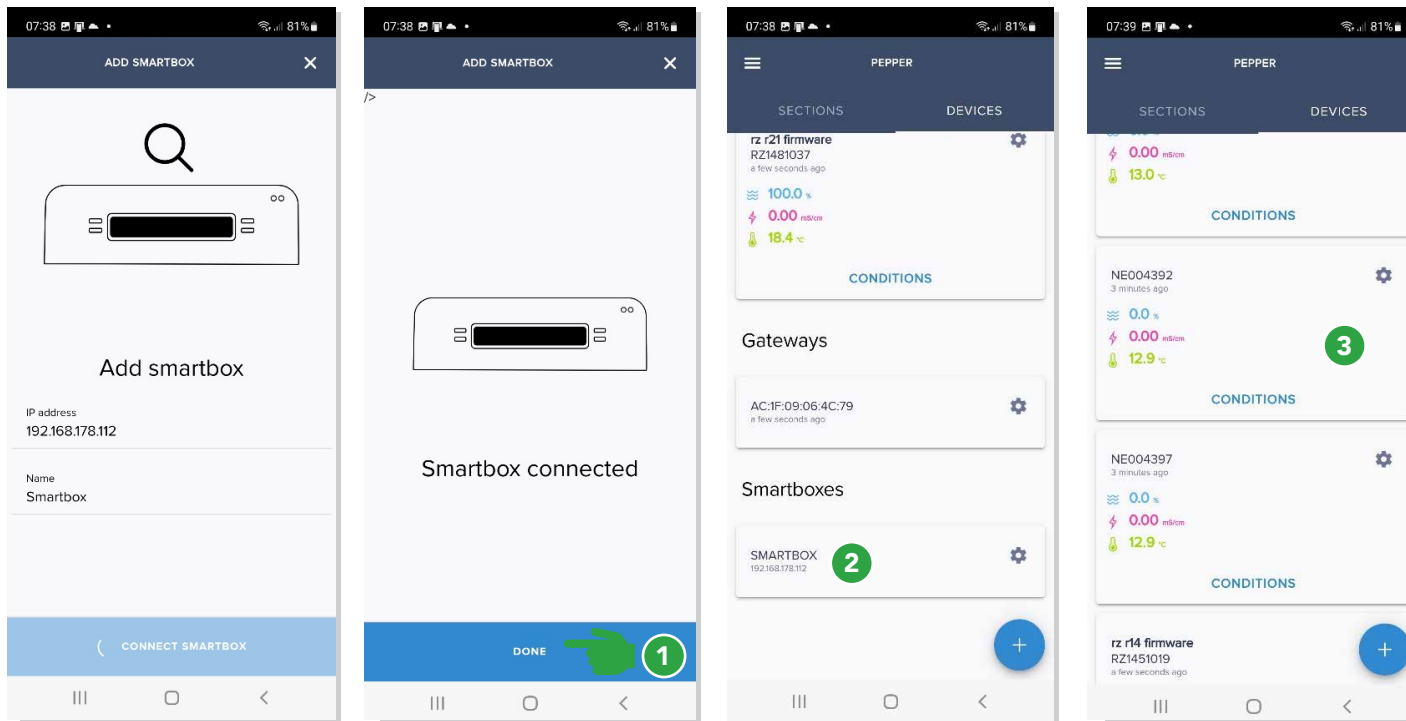 07:38 81%
ADD SMARTBOX
Add smartbox
IP address
192.168.178.112
Name
Smartbox
CONNECT SMARTBOX
07:38 81%
ADD SMARTBOX
/>
Smartbox connected
DONE
1
07:38 81%
PEPPER
SECTIONS DEVICES
rz r21 firmware
RZ1481037
a few seconds ago
100.0 %
0.00 mS/cm
18.4 °C
CONDITIONS
Gateways
AC:1F:09:06:4C:79
a few seconds ago
Smartboxes
SMARTBOX
192.168.178.112
2
+
07:39 81%
PEPPER
SECTIONS DEVICES
0.00 mS/cm
13.0 °C
CONDITIONS
NE004392
3 minutes ago
0.0 %
0.00 mS/cm
3
12.9 °C
CONDITIONS
NE004397
3 minutes ago
0.0 %
0.00 mS/cm
12.9 °C
CONDITIONS
rz r14 firmware
RZ1451019
a few seconds ago
+